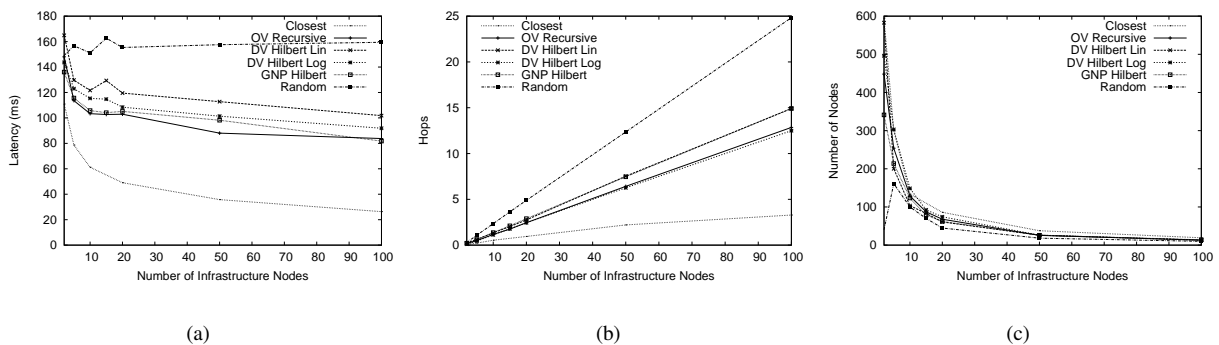 180
160
140
120
100
80
60
40
20
0
Latency (ms)
Closest
OV Recursive
DV Hilbert Lin
DV Hilbert Log
GNP Hilbert
Random
10 20 30 40 50 60 70 80 90 100
Number of Infrastructure Nodes
(a)
25
20
15
10
5
0
Hops
Closest
OV Recursive
DV Hilbert Lin
DV Hilbert Log
GNP Hilbert
Random
10 20 30 40 50 60 70 80 90 100
Number of Infrastructure Nodes
(b)
600
500
400
300
200
100
0
Number of Nodes
Closest
OV Recursive
DV Hilbert Lin
DV Hilbert Log
GNP Hilbert
Random
10 20 30 40 50 60 70 80 90 100
Number of Infrastructure Nodes
(c)